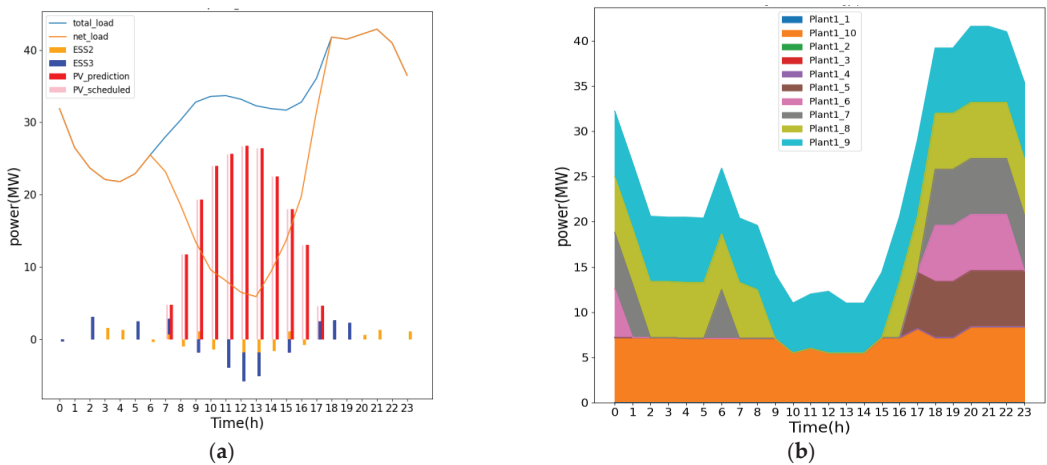 total_load
net_load
ESS2
ESS3
PV_prediction
PV_scheduled
power(MW)
40
30
20
10
0
0 1 2 3 4 5 6 7 8 9 10 11 12 13 14 15 16 17 18 19 20 21 22 23
Time(h)
(a)
Plant1_1
Plant1_10
Plant1_2
Plant1_3
Plant1_4
Plant1_5
Plant1_6
Plant1_7
Plant1_8
Plant1_9
power(MW)
40
35
30
25
20
15
10
5
0
0 1 2 3 4 5 6 7 8 9 10 11 12 13 14 15 16 17 18 19 20 21 22 23
Time(h)
(b)